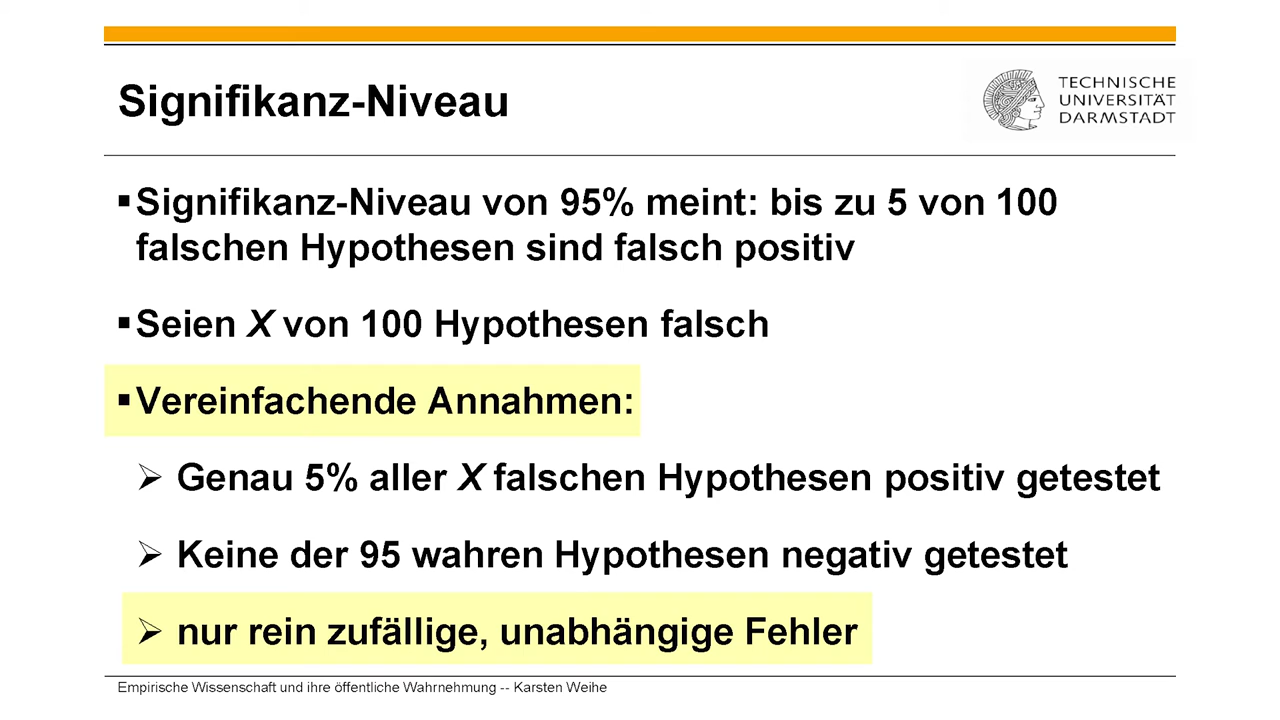 Signifikanz-Niveau
TECHNISCHE
UNIVERSITÄT
DARMSTADT
▪Signifikanz-Niveau von 95% meint: bis zu 5 von 100
falschen Hypothesen sind falsch positiv
▪Seien X von 100 Hypothesen falsch
▪Vereinfachende Annahmen:
➢ Genau 5% aller X falschen Hypothesen positiv getestet
➢ Keine der 95 wahren Hypothesen negativ getestet
➢ nur rein zufällige, unabhängige Fehler
Empirische Wissenschaft und ihre öffentliche Wahrnehmung -- Karsten Weihe